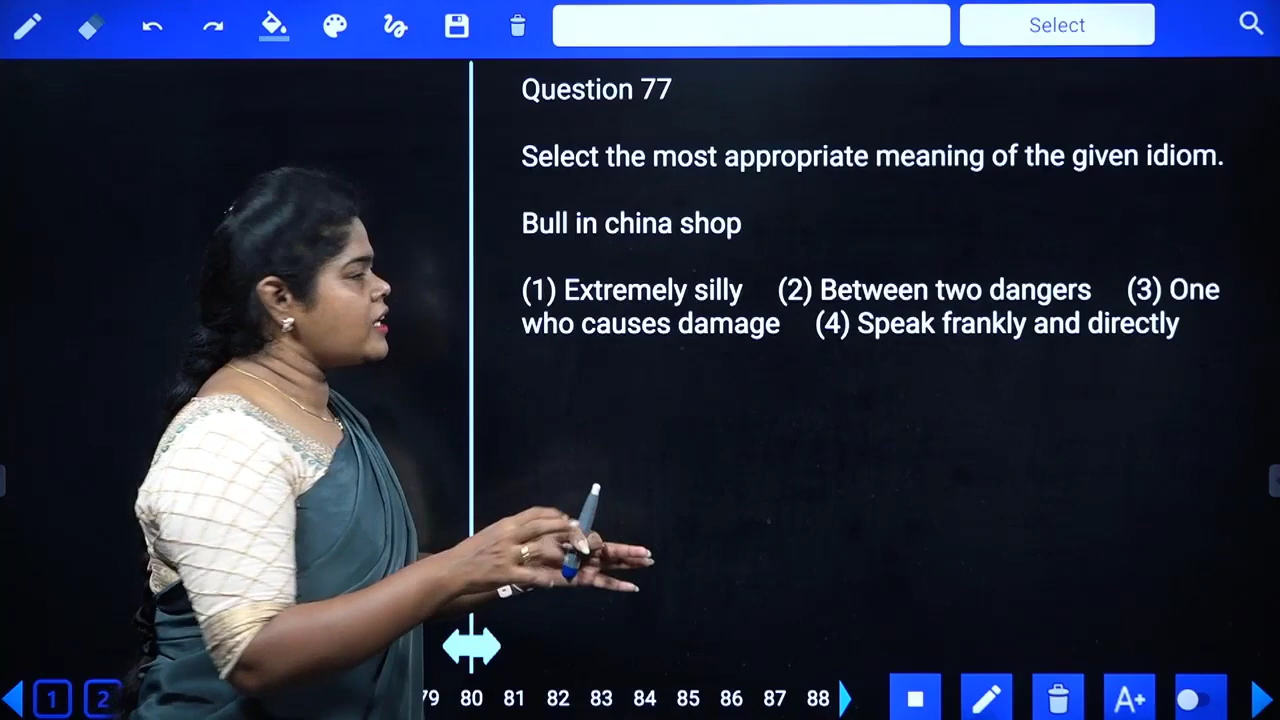 Select
Question 77
Select the most appropriate meaning of the given idiom.
Bull in china shop
(1) Extremely silly (2) Between two dangers (3) One
who causes damage (4) Speak frankly and directly
1 2 79 80 81 82 83 84 85 86 87 88 A+